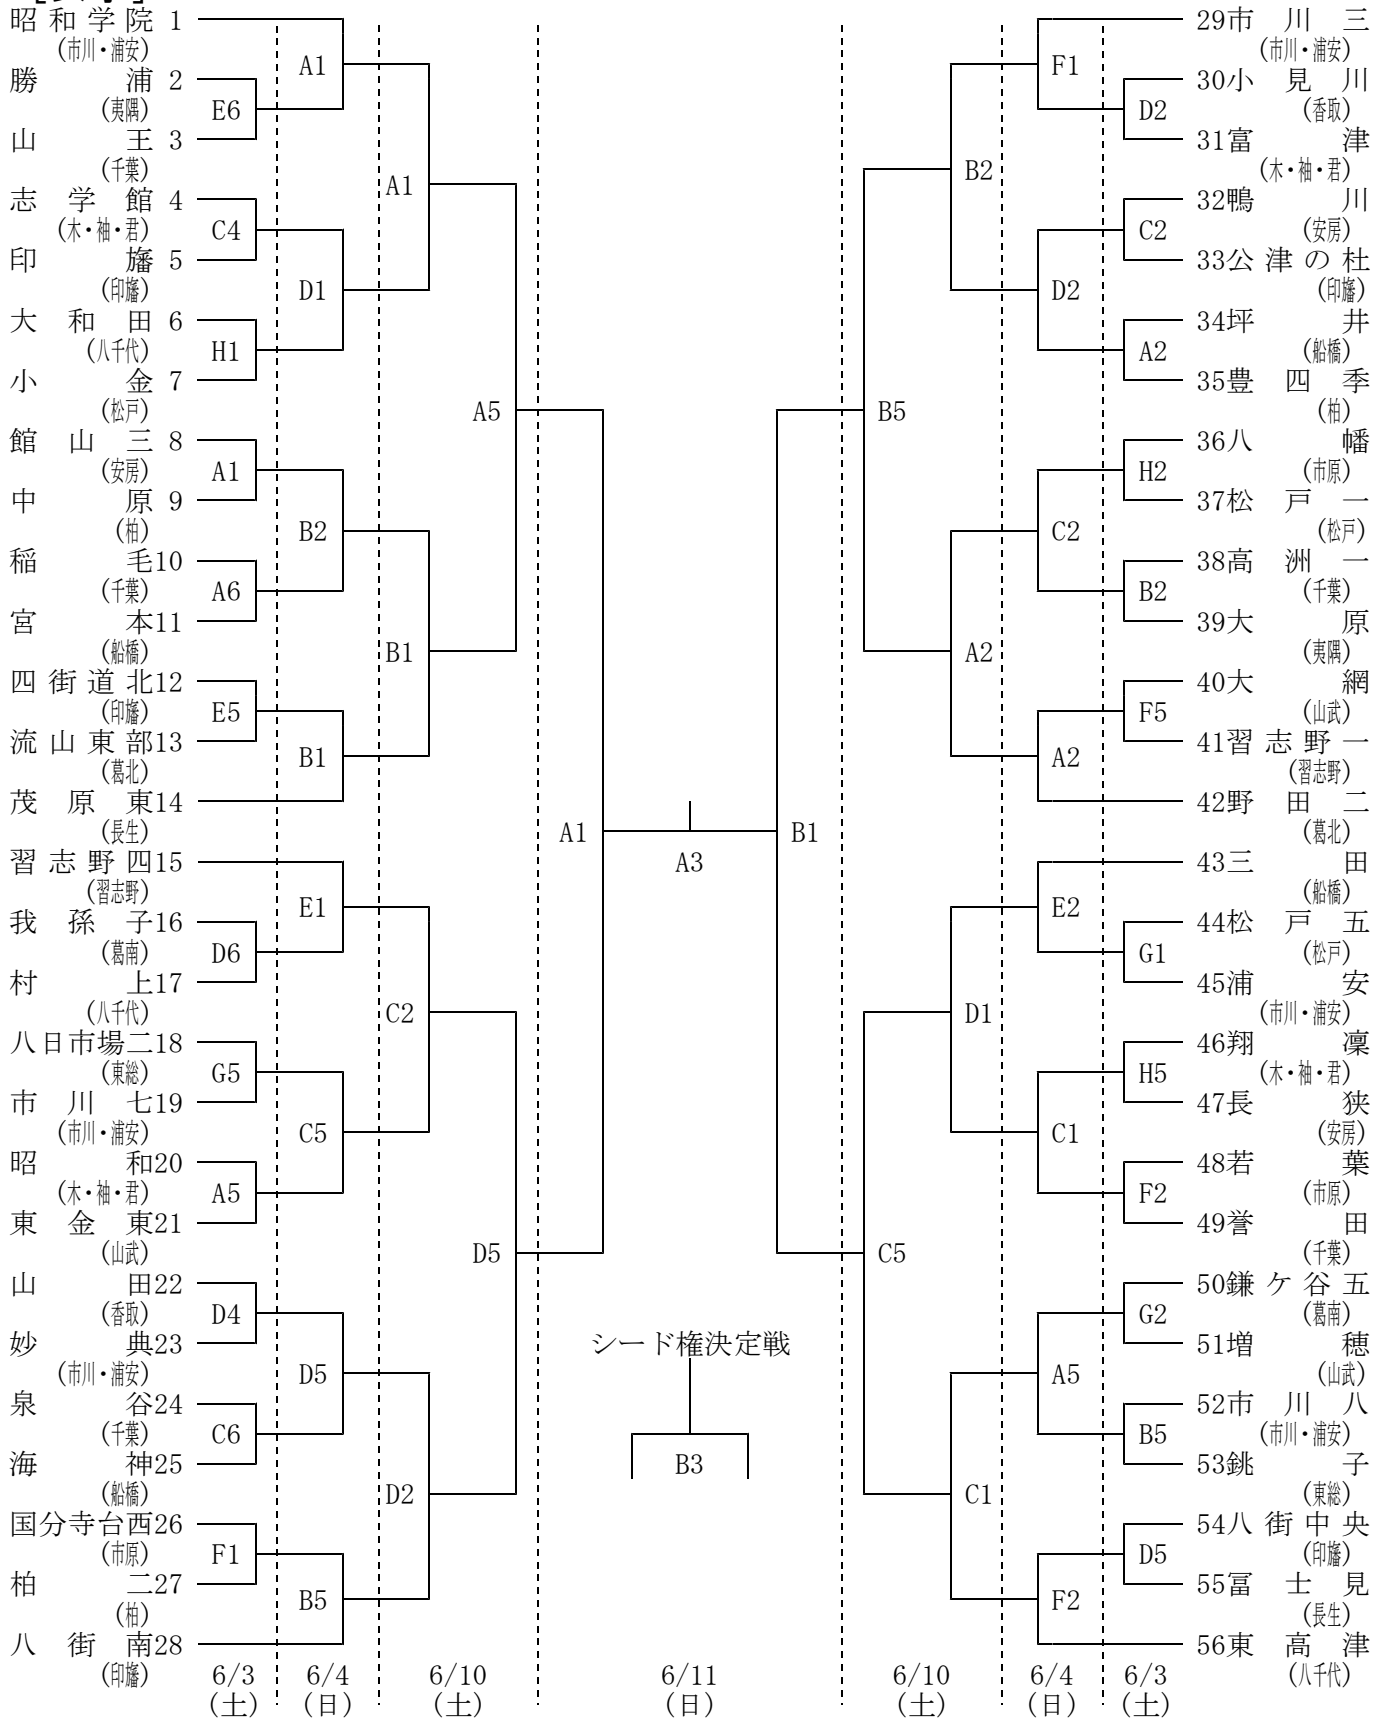 昭和学院 1
(市川・浦安)
勝浦 2
(夷隅)
山王 3
(千葉)
志学館 4
(木・袖・君)
印旛 5
(印旛)
大和田 6
(八千代)
小金 7
(松戸)
館山三 8
(安房)
中原 9
(柏)
稲毛10
(千葉)
宮本11
(船橋)
四街道北12
(印旛)
流山東部13
(葛北)
茂原東14
(長生)
習志野四15
(習志野)
我孫子16
(葛南)
村上17
(八千代)
八日市場二18
(東総)
市川七19
(市川・浦安)
昭和20
(木・袖・君)
東金東21
(山武)
山田22
(香取)
妙典23
(市川・浦安)
泉谷24
(千葉)
海神25
(船橋)
国分寺台西26
(市原)
柏二27
(柏)
八街南28
(印旛)
E6
C4
H1
A1
A6
E5
D6
G5
A5
D4
C6
F1
6/3
(土)
A1
D1
B2
B1
E1
C5
D5
B5
6/4
(日)
A1
B1
C2
D2
A5
D5
6/10
(土)
A1
A3
B1
シード権決定戦
B3
6/11
(日)
B5
C5
B2
A2
D1
C1
6/10
(土)
F1
D2
C2
A2
E2
C1
A5
F2
6/4
(日)
D2
C2
A2
H2
B2
F5
G1
H5
F2
G2
B5
D5
6/3
(土)
29市川三
(市川・浦安)
30小見川
(香取)
31富津
(木・袖・君)
32鴨川
(安房)
33公津の杜
(印旛)
34坪井
(船橋)
35豊四季
(柏)
36八幡
(市原)
37松戸一
(松戸)
38高洲一
(千葉)
39大原
(夷隅)
40大網
(山武)
41習志野一
(習志野)
42野田二
(葛北)
43三田
(船橋)
44松戸五
(松戸)
45浦安
(市川・浦安)
46翔凜
(木・袖・君)
47長狭
(安房)
48若葉
(市原)
49誉田
(千葉)
50鎌ケ谷五
(葛南)
51増穂
(山武)
52市川八
(市川・浦安)
53銚子
(東総)
54八街中央
(印旛)
55冨士見
(長生)
56東高津
(八千代)